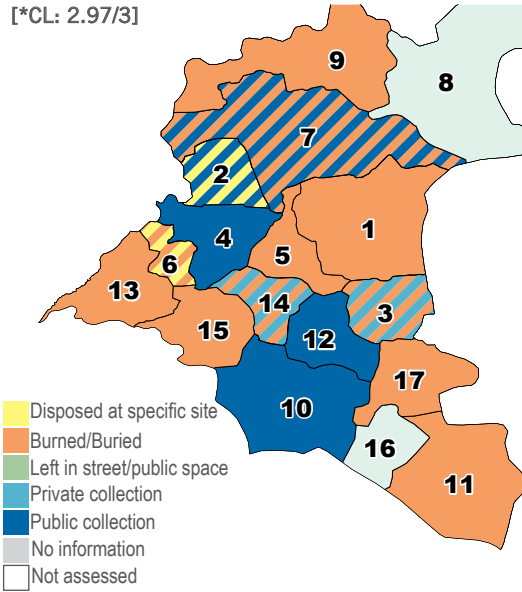 [*CL: 2.97/3]
9
8
7
2
1
4
5
6
13
14
3
15
12
17
10
16
11
Disposed at specific site
Burned/Buried
Left in street/public space
Private collection
Public collection
No information
Not assessed